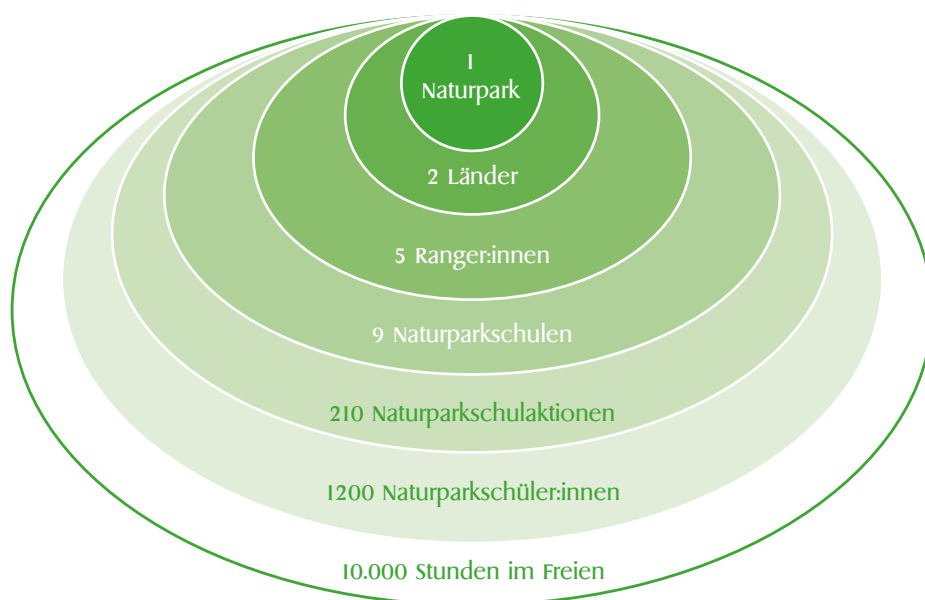 1
Naturpark
2 Länder
5 Ranger:innen
9 Naturparkschulen
210 Naturparkschulaktionen
1200 Naturparkschüler:innen
10.000 Stunden im Freien